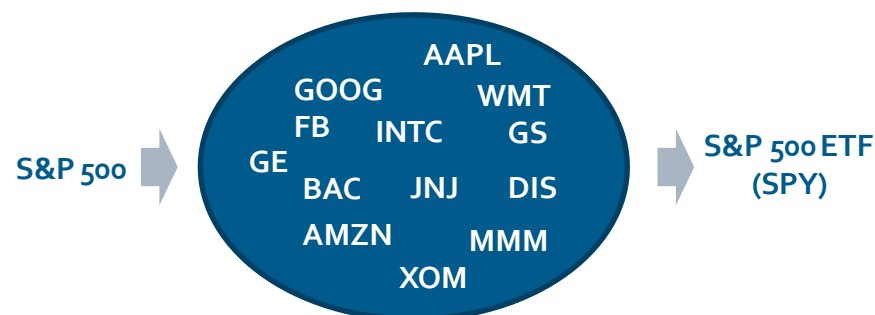 S&P 500
AAPL
GOOG
WMT
FB
INTC
GS
GE
BAC
JNJ
DIS
AMZN
MMM
XOM
S&P 500 ETF
(SPY)